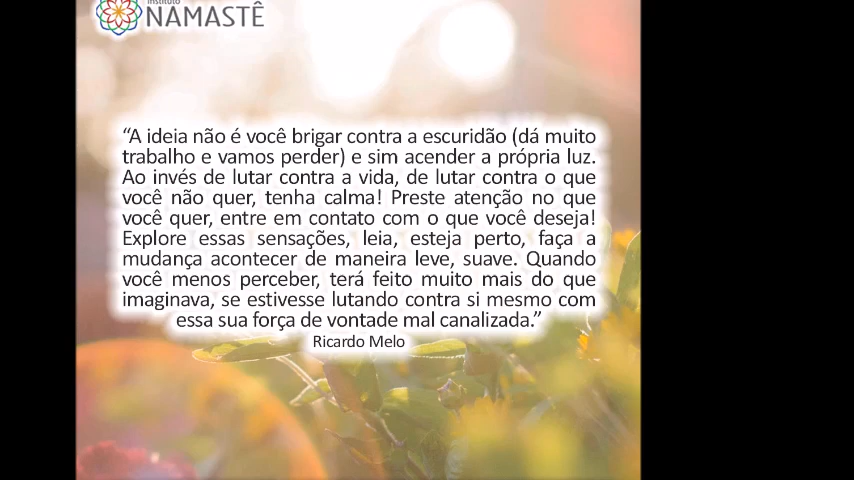 Instituto
NAMASTÊ
“A ideia não é você brigar contra a escuridão (dá muito
trabalho e vamos perder) e sim acender a própria luz.
Ao invés de lutar contra a vida, de lutar contra o que
você não quer, tenha calma! Preste atenção no que
você quer, entre em contato com o que você deseja!
Explore essas sensações, leia, esteja perto, faça a
mudança acontecer de maneira leve, suave. Quando
você menos perceber, terá feito muito mais do que
imaginava, se estivesse lutando contra si mesmo com
essa sua força de vontade mal canalizada.”
Ricardo Melo